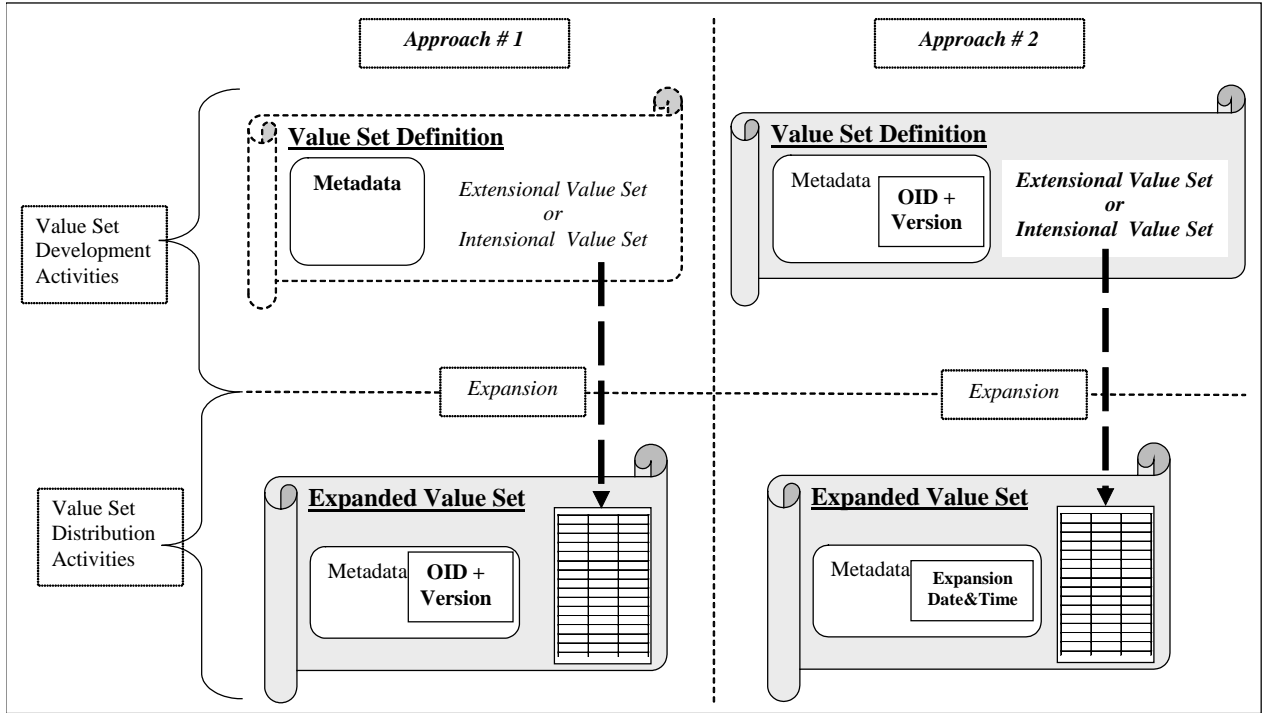 Approach # 1
Approach # 2
Value Set
Development
Activities
Value Set Definition
Metadata
Extensional Value Set
or
Intensional Value Set
Value Set Definition
Metadata
OID +
Version
Extensional Value Set
or
Intensional Value Set
Expansion
Expansion
Value Set
Distribution
Activities
Expanded Value Set
Metadata
OID +
Version
Expanded Value Set
Metadata
Expansion
Date&Time